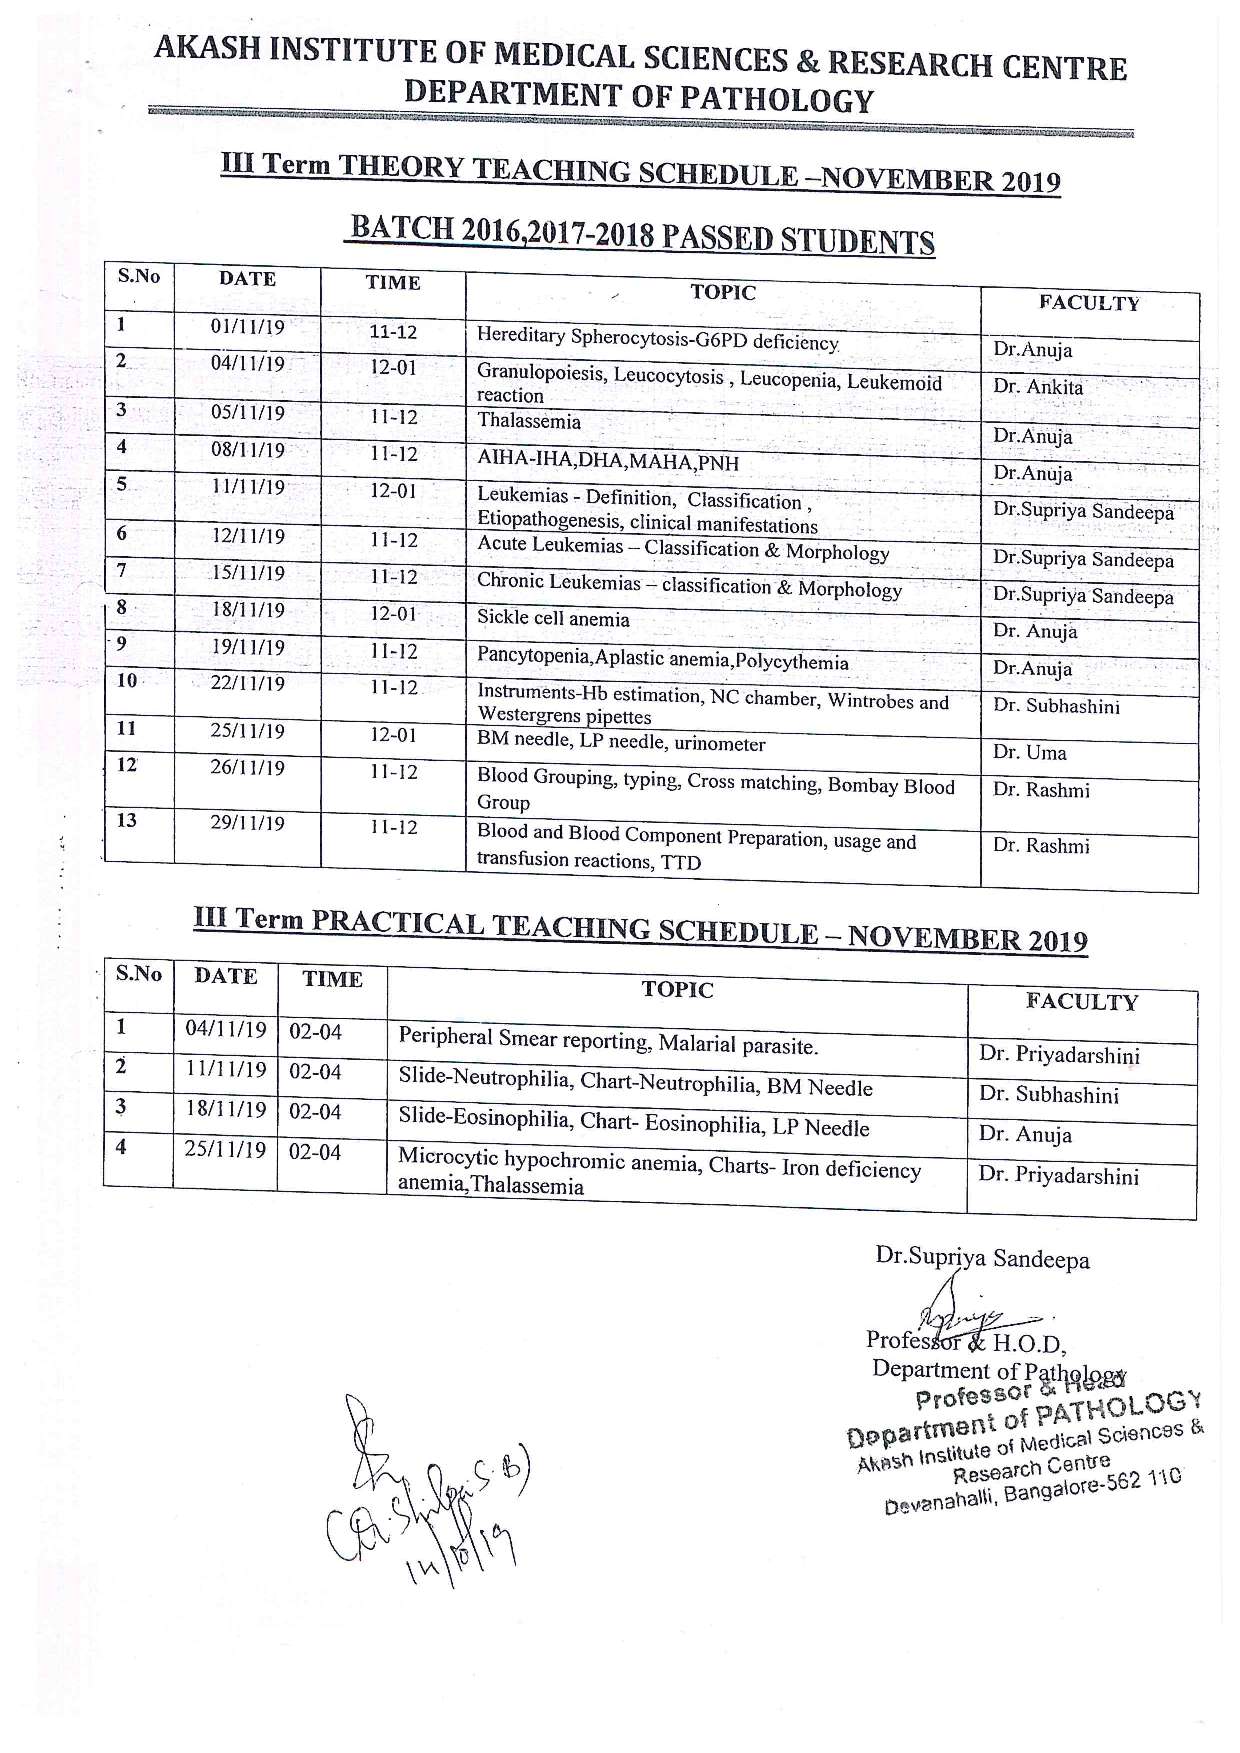 AKASH INSTITUTE OF MEDICAL SCIENCES & RESEARCH CENTRE
DEPARTMENT OF PATHOLOGY
III Term THEORY TEACHING SCHEDULE –NOVEMBER 2019
BATCH 2016,2017-2018 PASSED STUDENTS
S.No DATE TIME TOPIC FACULTY
1 01/11/19 11-12 Hereditary Spherocytosis-G6PD deficiency Dr.Anuja
2 04/11/19 12-01 Granulopoiesis, Leucocytosis , Leucopenia, Leukemoid Dr. Ankita
reaction
3 05/11/19 11-12 Thalassemia Dr.Anuja
4 08/11/19 11-12 AIHA-IHA,DHA,MAHA,PNH Dr.Anuja
5 11/11/19 12-01 Leukemias - Definition, Classification , Dr.Supriya Sandeepa
Etiopathogenesis, clinical manifestations
6 12/11/19 11-12 Acute Leukemias – Classification & Morphology Dr.Supriya Sandeepa
7 15/11/19 11-12 Chronic Leukemias – classification & Morphology Dr.Supriya Sandeepa
8 18/11/19 12-01 Sickle cell anemia Dr. Anuja
9 19/11/19 11-12 Pancytopenia,Aplastic anemia,Polycythemia Dr.Anuja
10 22/11/19 11-12 Instruments-Hb estimation, NC chamber, Wintrobes and Dr. Subhashini
Westergrens pipettes
11 25/11/19 12-01 BM needle, LP needle, urinometer Dr. Uma
12 26/11/19 11-12 Blood Grouping, typing, Cross matching, Bombay Blood Dr. Rashmi
Group
13 29/11/19 11-12 Blood and Blood Component Preparation, usage and Dr. Rashmi
transfusion reactions, TTD
III Term PRACTICAL TEACHING SCHEDULE – NOVEMBER 2019
S.No DATE TIME TOPIC FACULTY
1 04/11/19 02-04 Peripheral Smear reporting, Malarial parasite. Dr. Priyadarshini
2 11/11/19 02-04 Slide-Neutrophilia, Chart-Neutrophilia, BM Needle Dr. Subhashini
3 18/11/19 02-04 Slide-Eosinophilia, Chart- Eosinophilia, LP Needle Dr. Anuja
4 25/11/19 02-04 Microcytic hypochromic anemia, Charts- Iron deficiency Dr. Priyadarshini
anemia,Thalassemia
Dr.Supriya Sandeepa
Professor & H.O.D,
Department of Pathology
Professor & Head
Department of PATHOLOGY
Akash Institute of Medical Sciences &
Research Centre
Devanahalli, Bangalore-562 110
(Dr. Shilpa S. B)
14/10/19